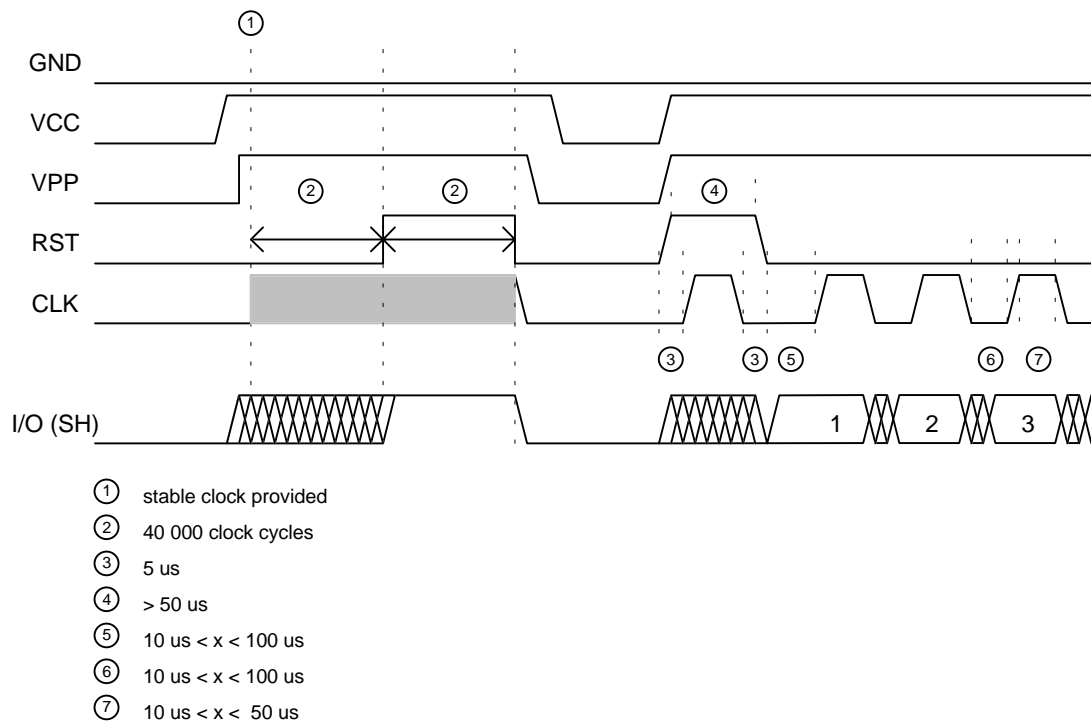 ①
GND
VCC
VPP
② ② ④
RST
CLK
③ ③ ⑤ ⑥ ⑦
I/O (SH)
1 2 3
① stable clock provided
② 40 000 clock cycles
③ 5 us
④ > 50 us
⑤ 10 us < x < 100 us
⑥ 10 us < x < 100 us
⑦ 10 us < x < 50 us